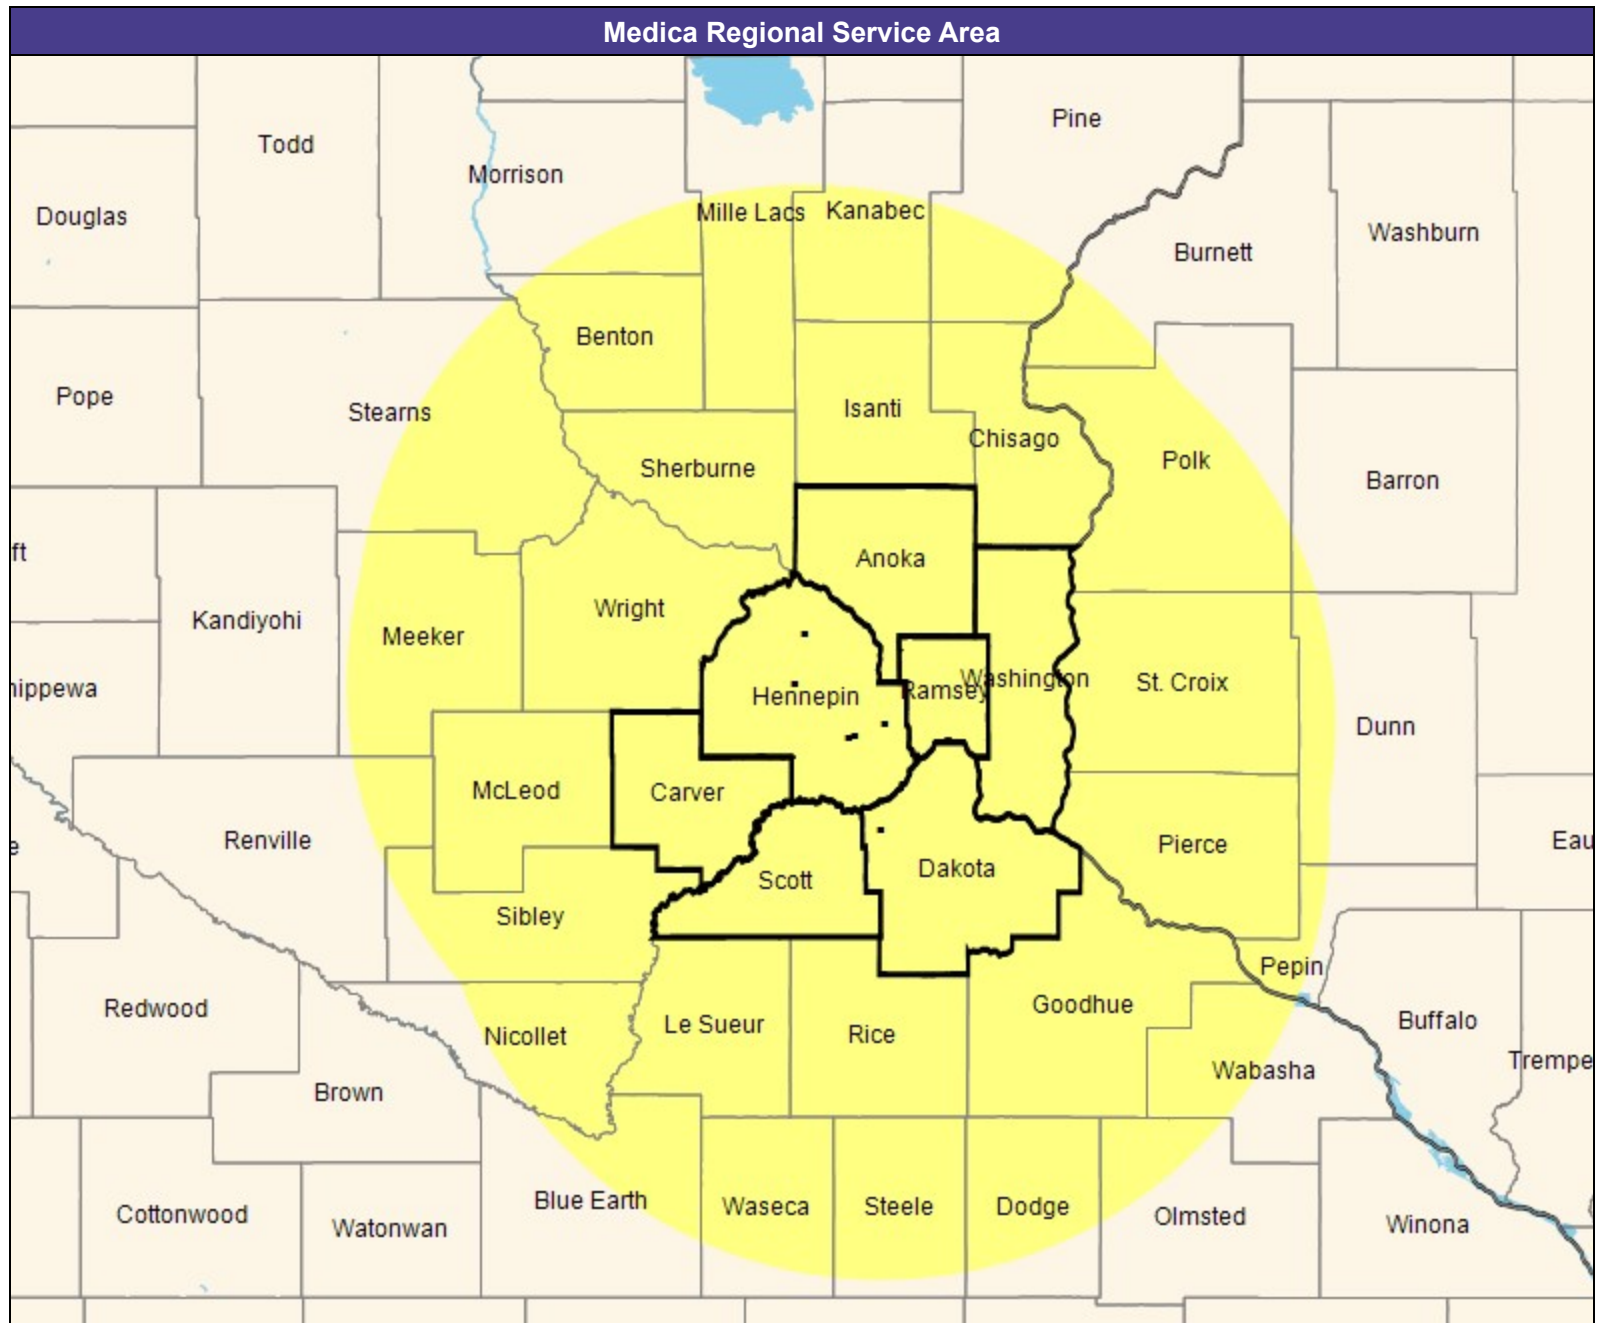 Medica Regional Service Area
Pine
Todd
Morrison
Douglas
Mille Lacs
Kanabec
Washburn
Burnett
Benton
Pope
Stearns
Isanti
Chisago
Polk
Sherburne
Barron
ft
Anoka
Wright
Kandiyohi
Meeker
Washington
St. Croix
hippewa
Hennepin
Ramsey
Dunn
McLeod
Carver
Renville
e
Pierce
Eau
Dakota
Scott
Sibley
Pepin
Redwood
Goodhue
Buffalo
Le Sueur
Rice
Nicollet
Trempe
Wabasha
Brown
Blue Earth
Waseca
Steele
Dodge
Cottonwood
Olmsted
Winona
Watonwan